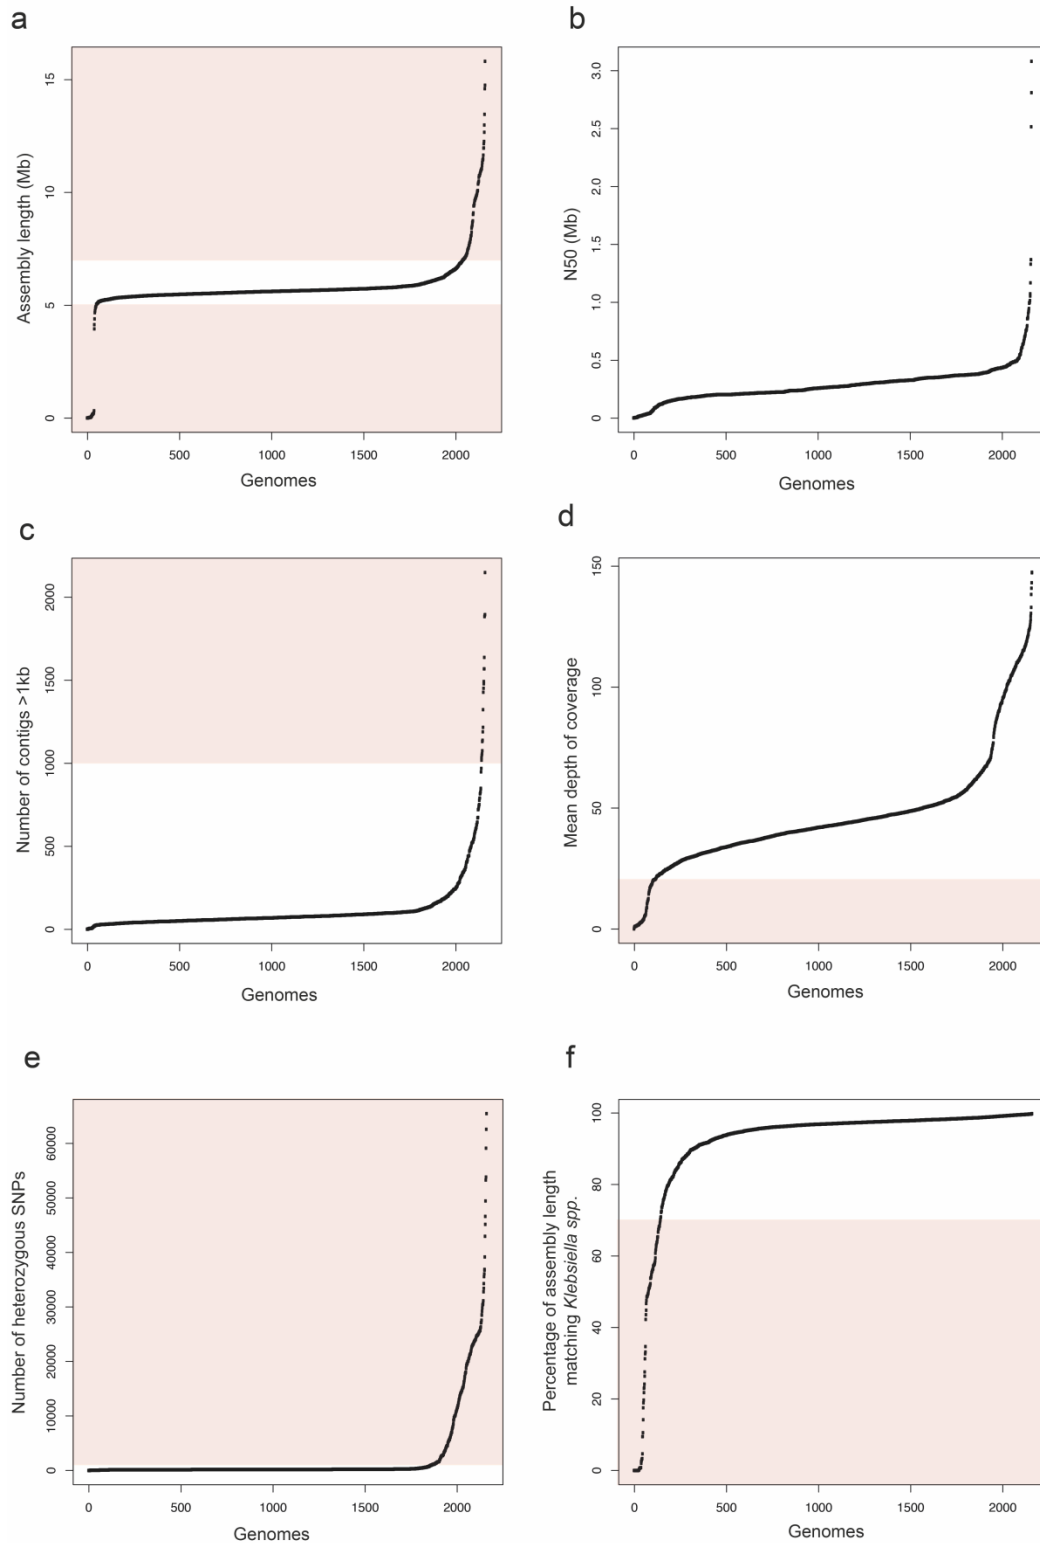 a
15
10
5
0
Assembly length (Mb)
0 500 1000 1500 2000
Genomes
b
3.0
2.5
2.0
1.5
1.0
0.5
0
N50 (Mb)
0 500 1000 1500 2000
Genomes
c
2000
1500
1000
500
0
Number of contigs >1kb
0 500 1000 1500 2000
Genomes
d
150
100
50
0
Mean depth of coverage
0 500 1000 1500 2000
Genomes
e
60000
50000
40000
30000
20000
10000
0
Number of heterozygous SNPs
0 500 1000 1500 2000
Genomes
f
100
80
60
40
20
0
Percentage of assembly length
matching Klebsiella spp.
0 500 1000 1500 2000
Genomes